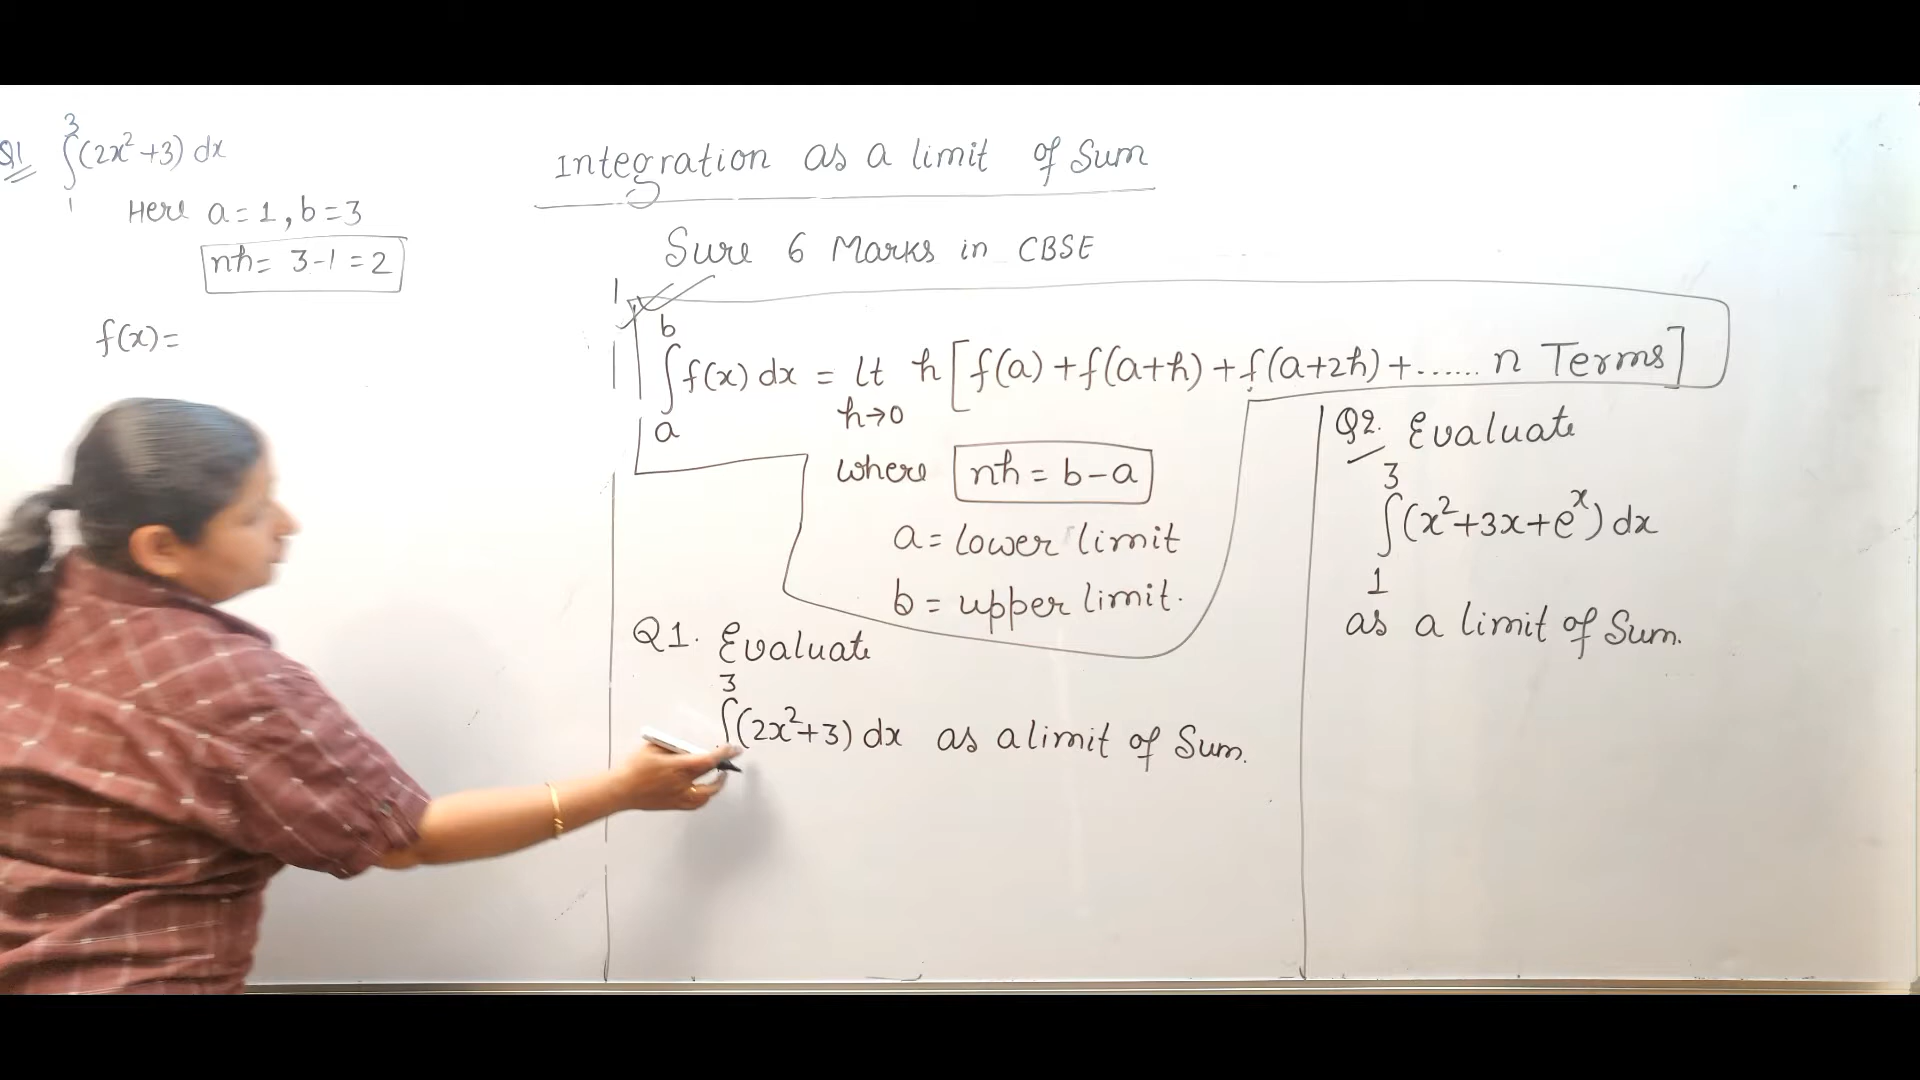 Q1 ∫₁³ (2x²+3) dx
Here a=1, b=3
nh = 3-1 = 2
f(x)=
Integration as a limit of Sum
Sure 6 Marks in CBSE
∫ₐᵇ f(x) dx = lt h→0 h[f(a)+f(a+h)+f(a+2h)+...... n Terms]
where nh = b-a
a = lower limit
b = upper limit.
Q1. Evaluate
∫³ (2x²+3) dx as a limit of Sum.
Q2. Evaluate
∫₁³ (x²+3x+eˣ) dx
as a limit of Sum.